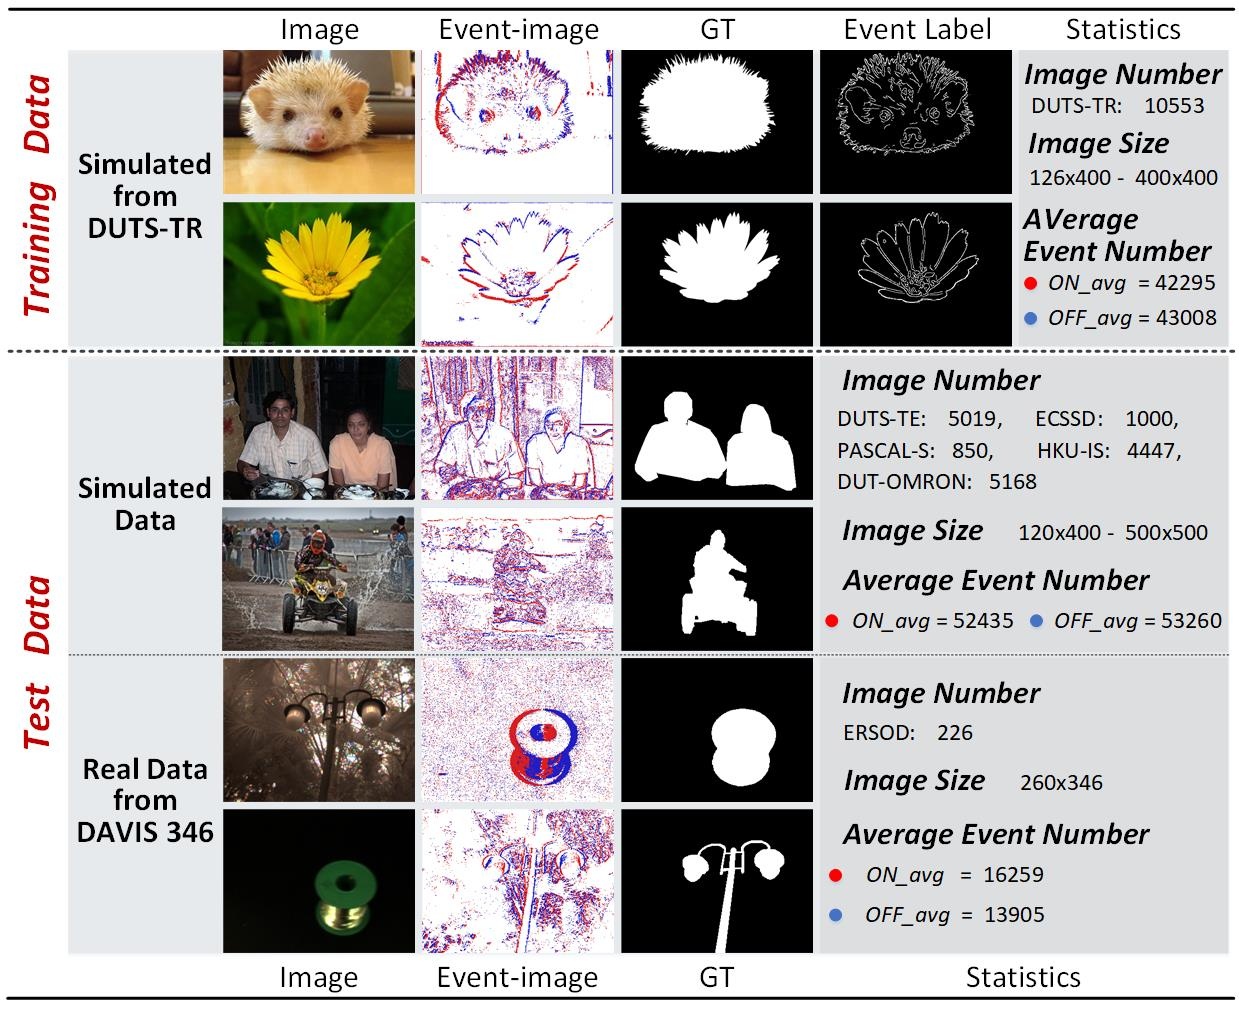 Image Event-image GT Event Label Statistics
Training Data
Simulated
from
DUTS-TR
Image Number
DUTS-TR: 10553
Image Size
126x400 - 400x400
AVerage
Event Number
ON_avg = 42295
OFF_avg = 43008
Test Data
Simulated
Data
Image Number
DUTS-TE: 5019, ECSSD: 1000,
PASCAL-S: 850, HKU-IS: 4447,
DUT-OMRON: 5168
Image Size 120x400 - 500x500
Average Event Number
ON_avg = 52435 OFF_avg = 53260
Real Data
from
DAVIS 346
Image Number
ERSOD: 226
Image Size 260x346
Average Event Number
ON_avg = 16259
OFF_avg = 13905
Image Event-image GT Statistics